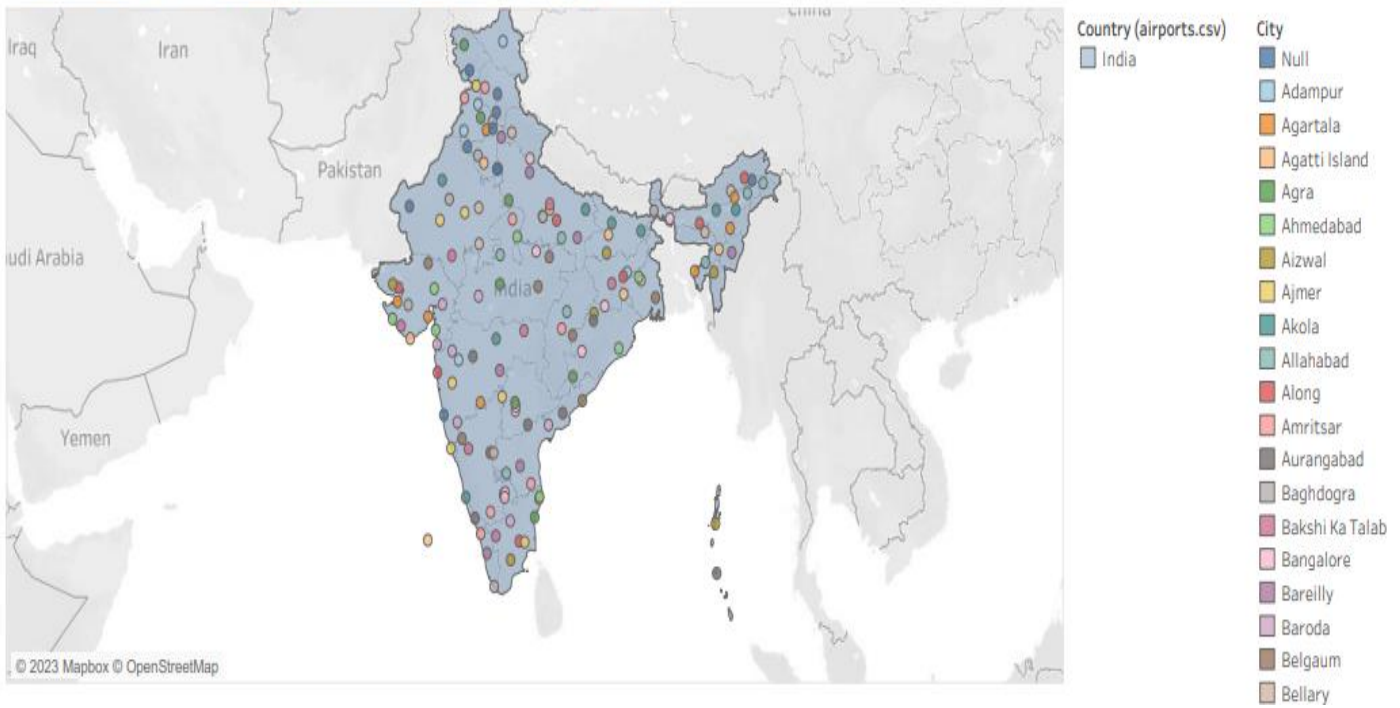 China
Iraq
Iran
Pakistan
udi Arabia
India
Yemen
© 2023 Mapbox © OpenStreetMap
Country (airports.csv)
India
City
Null
Adampur
Agartala
Agatti Island
Agra
Ahmedabad
Aizwal
Ajmer
Akola
Allahabad
Along
Amritsar
Aurangabad
Baghdogra
Bakshi Ka Talab
Bangalore
Bareilly
Baroda
Belgaum
Bellary